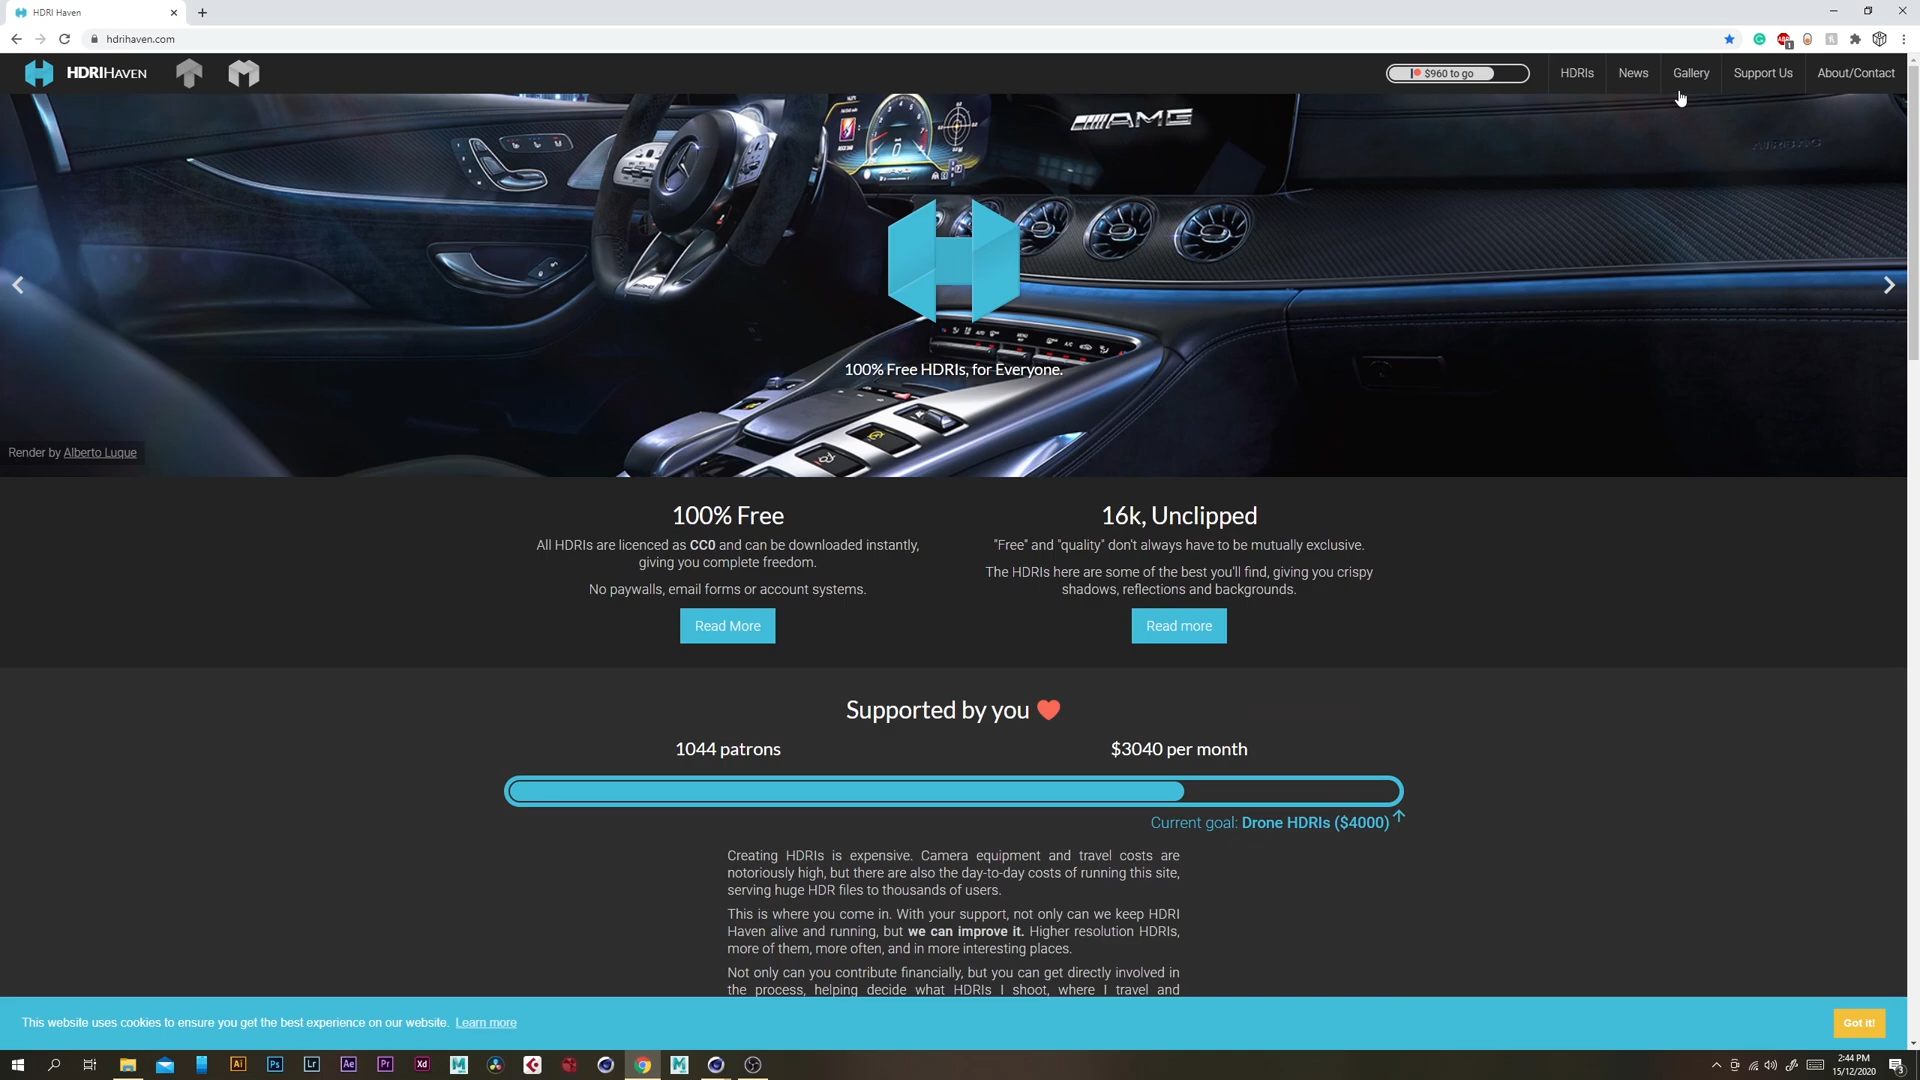 HDRI Haven
hdrihaven.com
HDRIHAVEN
$960 to go
HDRIs
News
Gallery
Support Us
About/Contact
AMG
AIRBAG
100% Free HDRIs, for Everyone.
Render by Alberto Luque
100% Free
All HDRIs are licenced as CC0 and can be downloaded instantly,
giving you complete freedom.
No paywalls, email forms or account systems.
Read More
16k, Unclipped
"Free" and "quality" don't always have to be mutually exclusive.
The HDRIs here are some of the best you'll find, giving you crispy
shadows, reflections and backgrounds.
Read more
Supported by you
1044 patrons
$3040 per month
Current goal: Drone HDRIs ($4000)
Creating HDRIs is expensive. Camera equipment and travel costs are
notoriously high, but there are also the day-to-day costs of running this site,
serving huge HDR files to thousands of users.
This is where you come in. With your support, not only can we keep HDRI
Haven alive and running, but we can improve it. Higher resolution HDRIs,
more of them, more often, and in more interesting places.
Not only can you contribute financially, but you can get directly involved in
the process, helping decide what HDRIs I shoot, where I travel and
This website uses cookies to ensure you get the best experience on our website. Learn more
Got it!
Ai
Ps
Lr
Ae
Pr
Xd
2:44 PM
15/12/2020
3